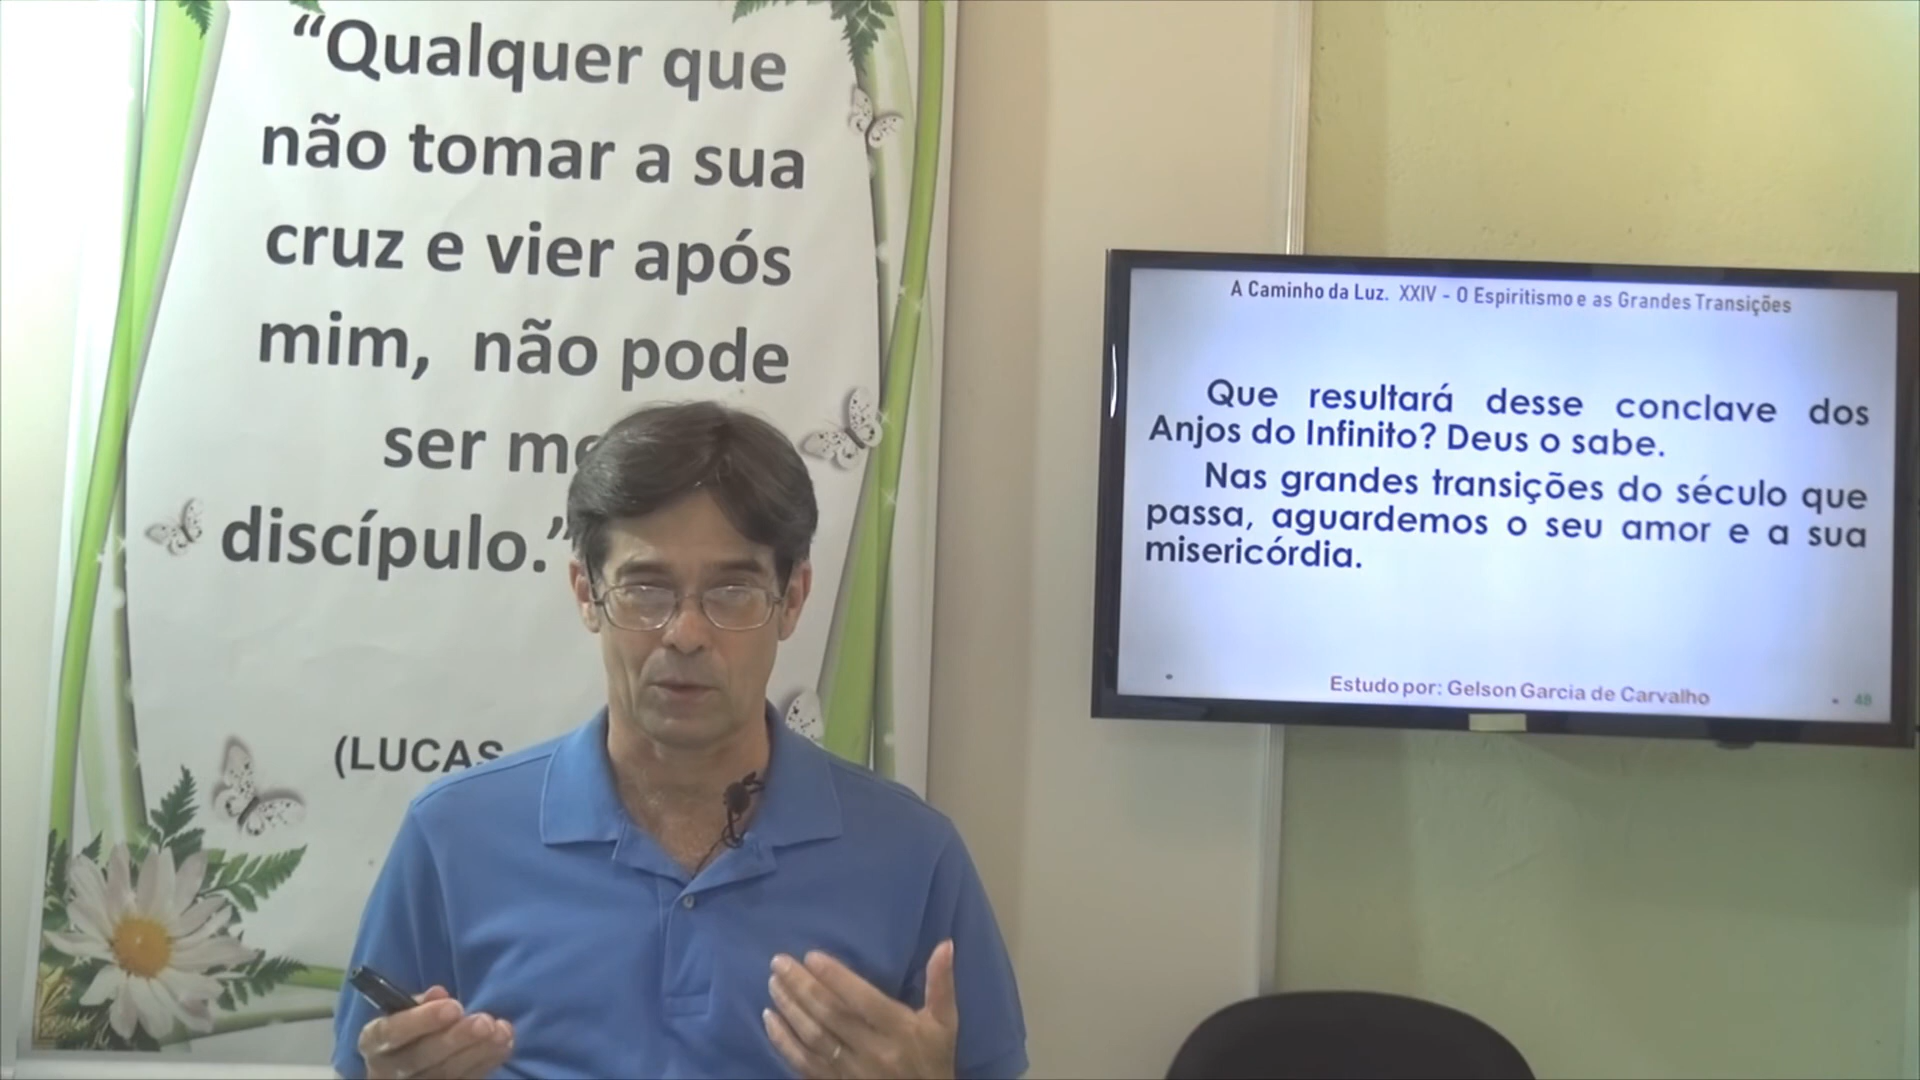 “Qualquer que
não tomar a sua
cruz e vier após
mim, não pode
ser
discípulo.”
(LUCAS
A Caminho da Luz. XXIV - O Espiritismo e as Grandes Transições
Que resultará desse conclave dos
Anjos do Infinito? Deus o sabe.
Nas grandes transições do século que
passa, aguardemos o seu amor e a sua
misericórdia.
Estudo por: Gelson Garcia de Carvalho
48